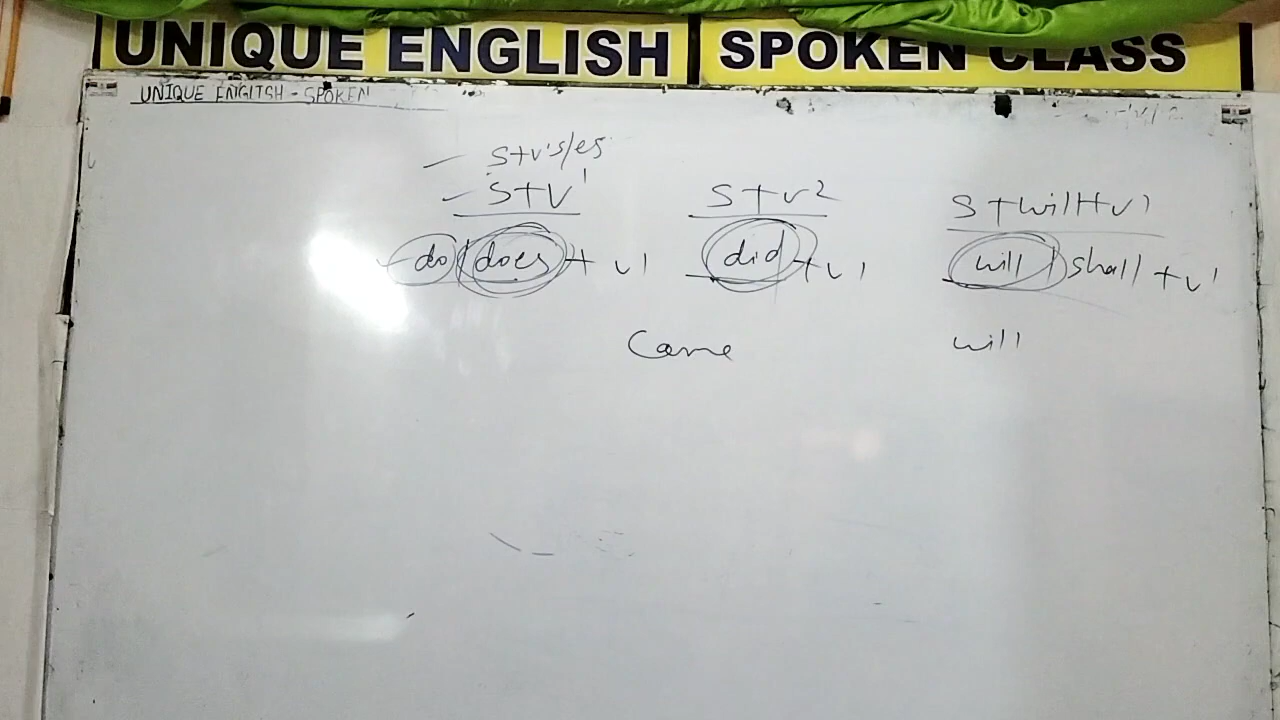 UNIQUE ENGLISH SPOKEN CLASS
UNIQUE ENGLISH - SPOKEN
S+v's/es
S+V1 S+v2 S+will+v1
do/does+v1 did+v1 will/shall+v1
Came will